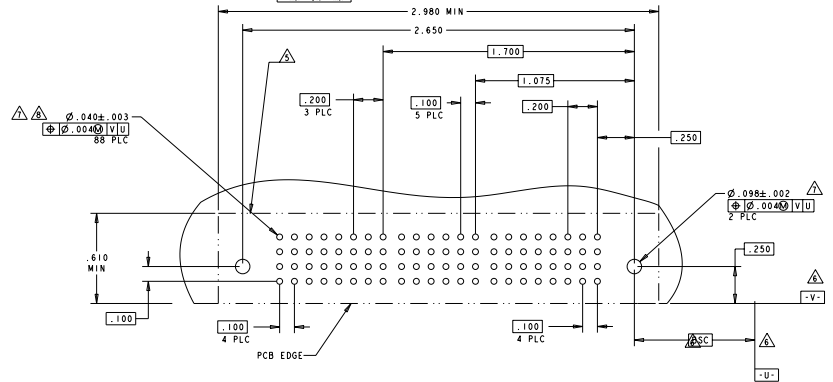 2.980 MIN
2.650
1.700
1.075
5
.200
3 PLC
.100
5 PLC
.200
.250
7 8 Ø.040±.003
⌖ Ø.004Ⓜ V U
88 PLC
Ø.098±.002 7
⌖ Ø.004Ⓜ V U
2 PLC
.610
MIN
.250
6
-V-
.100
.100
4 PLC
.100
4 PLC
PCB EDGE
6
-U-